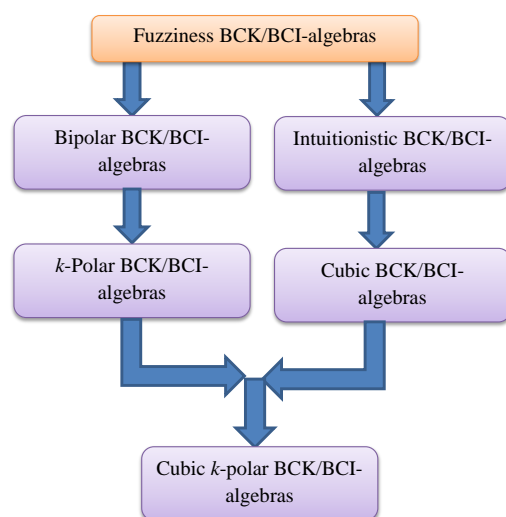 Fuzziness BCK/BCI-algebras
Bipolar BCK/BCI-
algebras
Intuitionistic BCK/BCI-
algebras
k-Polar BCK/BCI-
algebras
Cubic BCK/BCI-
algebras
Cubic k-polar BCK/BCI-
algebras